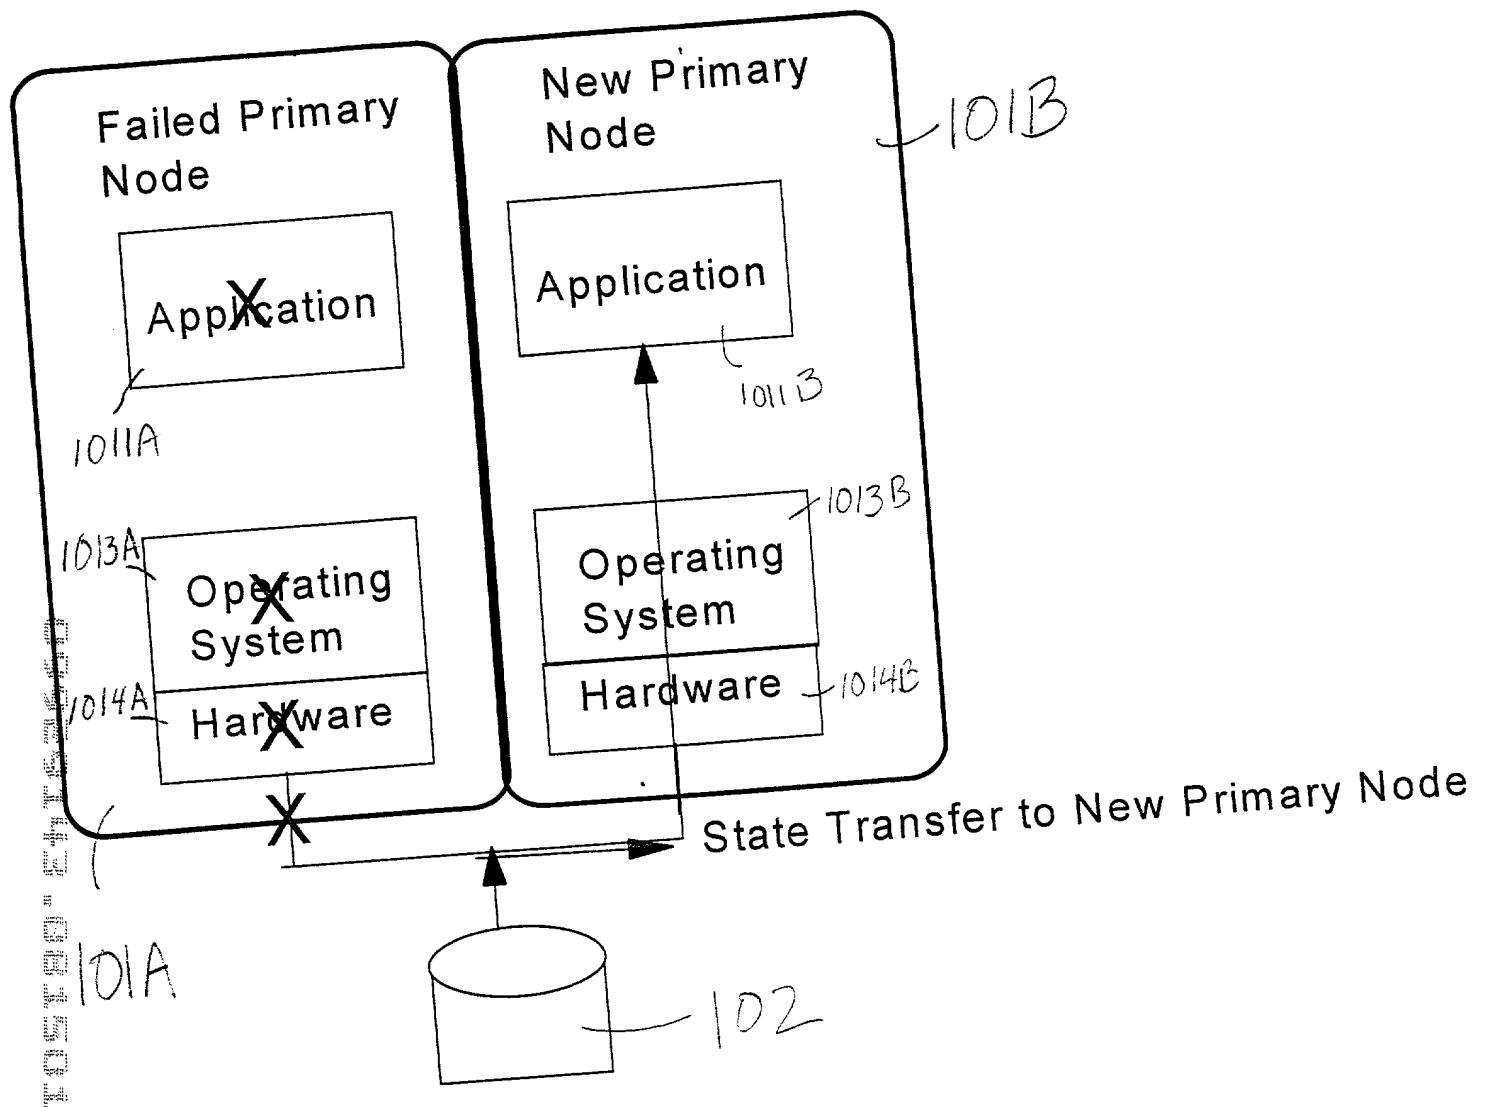 Failed Primary
Node
New Primary
Node
101B
Application
X
Application
1011A
1011B
1013A
Operating
System
X
1013B
Operating
System
1014A
Hardware
X
Hardware
1014B
X
State Transfer to New Primary Node
101A
102